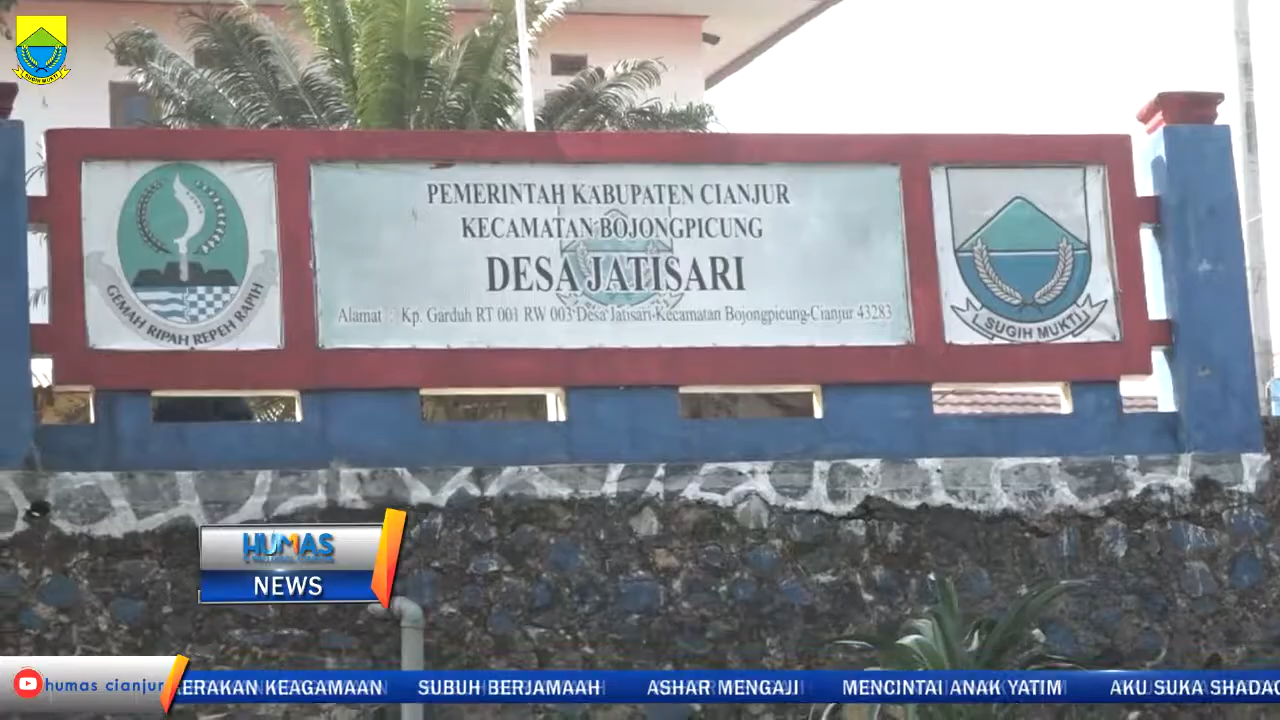 SUGIH MUKTI
PEMERINTAH KABUPATEN CIANJUR
KECAMATAN BOJONGPICUNG
DESA JATISARI
Alamat : Kp. Garduh RT 001 RW 003 Desa Jatisari-Kecamatan Bojongpicung-Cianjur 43283
GEMAH RIPAH REPEH RAPIH
SUGIH MUKTI
HUMAS
NEWS
humas cianjur
ERAKAN KEAGAMAAN SUBUH BERJAMAAH ASHAR MENGAJI MENCINTAI ANAK YATIM AKU SUKA SHADAQ